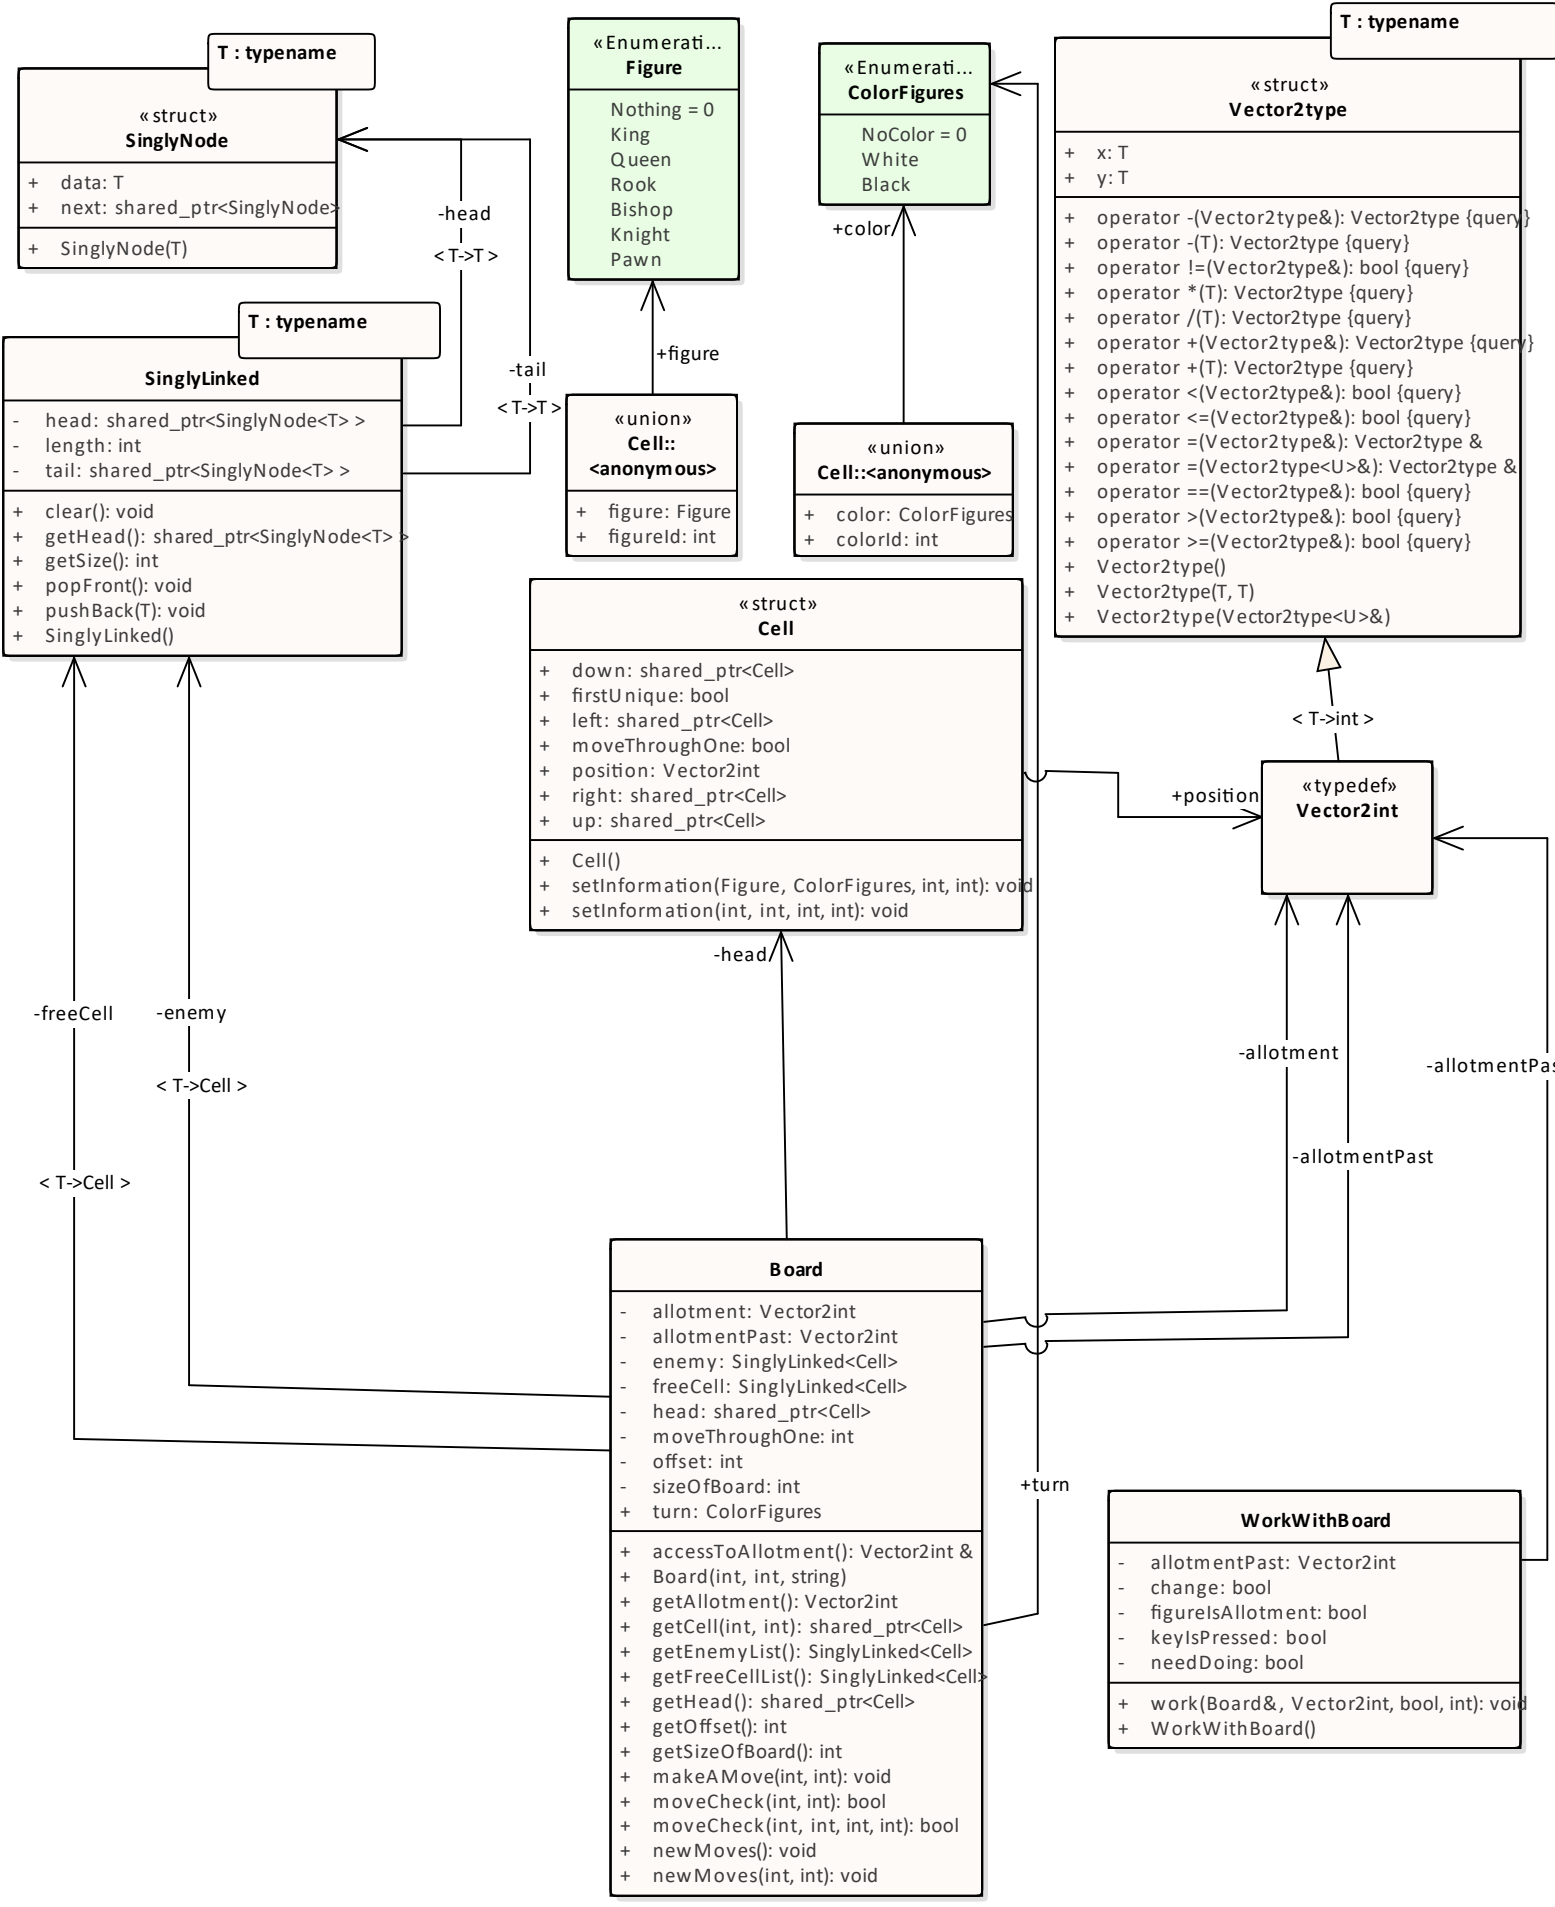 T : typename
«struct»
SinglyNode
+ data: T
+ next: shared_ptr<SinglyNode>
+ SinglyNode(T)
«Enumerati...
Figure
Nothing = 0
King
Queen
Rook
Bishop
Knight
Pawn
«Enumerati...
ColorFigures
NoColor = 0
White
Black
T : typename
«struct»
Vector2type
+ x: T
+ y: T
+ operator -(Vector2type&): Vector2type {query}
+ operator -(T): Vector2type {query}
+ operator !=(Vector2type&): bool {query}
+ operator *(T): Vector2type {query}
+ operator /(T): Vector2type {query}
+ operator +(Vector2type&): Vector2type {query}
+ operator +(T): Vector2type {query}
+ operator <(Vector2type&): bool {query}
+ operator <=(Vector2type&): bool {query}
+ operator =(Vector2type&): Vector2type &
+ operator =(Vector2type<U>&): Vector2type &
+ operator ==(Vector2type&): bool {query}
+ operator >(Vector2type&): bool {query}
+ operator >=(Vector2type&): bool {query}
+ Vector2type()
+ Vector2type(T, T)
+ Vector2type(Vector2type<U>&)
-head
< T->T >
-tail
< T->T >
+figure
+color
T : typename
SinglyLinked
- head: shared_ptr<SinglyNode<T> >
- length: int
- tail: shared_ptr<SinglyNode<T> >
+ clear(): void
+ getHead(): shared_ptr<SinglyNode<T> >
+ getSize(): int
+ popFront(): void
+ pushBack(T): void
+ SinglyLinked()
«union»
Cell::
<anonymous>
+ figure: Figure
+ figureId: int
«union»
Cell::<anonymous>
+ color: ColorFigures
+ colorId: int
«struct»
Cell
+ down: shared_ptr<Cell>
+ firstUnique: bool
+ left: shared_ptr<Cell>
+ moveThroughOne: bool
+ position: Vector2int
+ right: shared_ptr<Cell>
+ up: shared_ptr<Cell>
+ Cell()
+ setInformation(Figure, ColorFigures, int, int): void
+ setInformation(int, int, int, int): void
< T->int >
+position
«typedef»
Vector2int
-head
-freeCell
-enemy
< T->Cell >
< T->Cell >
-allotment
-allotmentPas
-allotmentPast
Board
- allotment: Vector2int
- allotmentPast: Vector2int
- enemy: SinglyLinked<Cell>
- freeCell: SinglyLinked<Cell>
- head: shared_ptr<Cell>
- moveThroughOne: int
- offset: int
- sizeOfBoard: int
+ turn: ColorFigures
+ accessToAllotment(): Vector2int &
+ Board(int, int, string)
+ getAllotment(): Vector2int
+ getCell(int, int): shared_ptr<Cell>
+ getEnemyList(): SinglyLinked<Cell>
+ getFreeCellList(): SinglyLinked<Cell>
+ getHead(): shared_ptr<Cell>
+ getOffset(): int
+ getSizeOfBoard(): int
+ makeAMove(int, int): void
+ moveCheck(int, int): bool
+ moveCheck(int, int, int, int): bool
+ newMoves(): void
+ newMoves(int, int): void
+turn
WorkWithBoard
- allotmentPast: Vector2int
- change: bool
- figureIsAllotment: bool
- keyIsPressed: bool
- needDoing: bool
+ work(Board&, Vector2int, bool, int): void
+ WorkWithBoard()